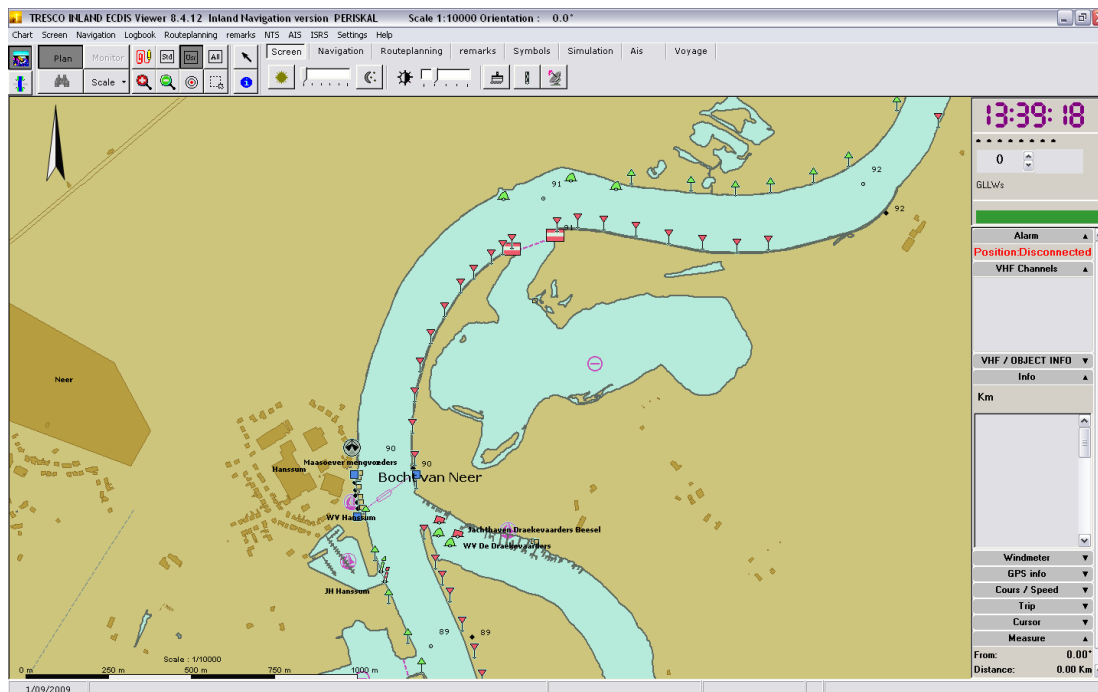 TRESCO INLAND ECDIS Viewer 8.4.12 Inland Navigation version PERISKAL Scale 1:10000 Orientation : 0.0°
Chart Screen Navigation Logbook Routeplanning remarks NTS AIS ISRS Settings Help
Plan Monitor Std Usr All Screen Navigation Routeplanning remarks Symbols Simulation Ais Voyage
Scale
13:39:18
0
GLLWs
Alarm
Position:Disconnected
VHF Channels
VHF / OBJECT INFO
Info
Km
Windmeter
GPS info
Cours / Speed
Trip
Cursor
Measure
From: 0.00°
Distance: 0.00 Km
92
91
92
91
Neer
90
Maasoever mengvoeders
90
Hanssum
Bocht van Neer
WV Hanssum
Jachthaven Draekevaarders Beesel
WV De Draekevaarders
JH Hanssum
89
89
Scale : 1/10000
0 m 250 m 500 m 750 m 1000 m
1/09/2009